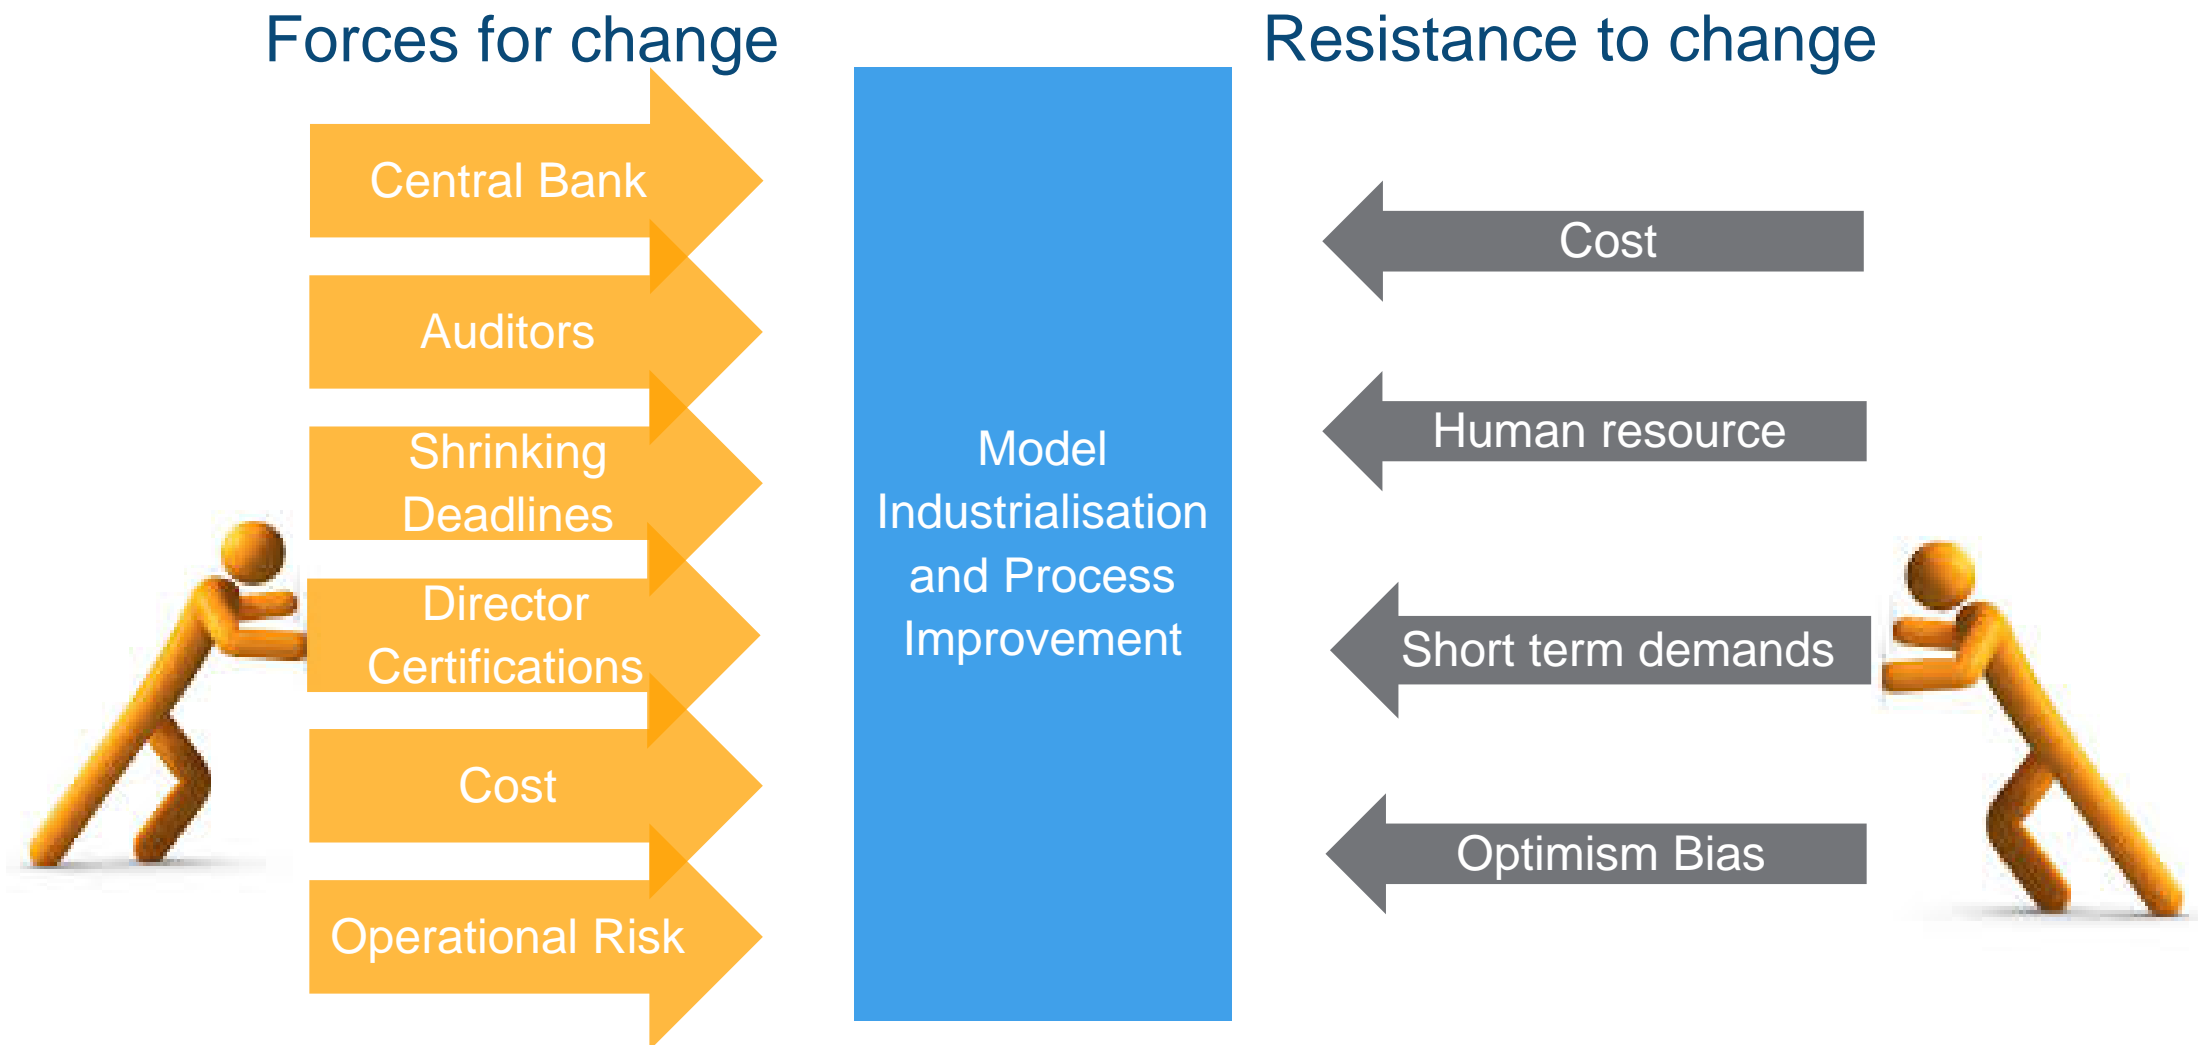 Forces for change
Resistance to change
Central Bank
Auditors
Shrinking
Deadlines
Director
Certifications
Cost
Operational Risk
Model
Industrialisation
and Process
Improvement
Cost
Human resource
Short term demands
Optimism Bias